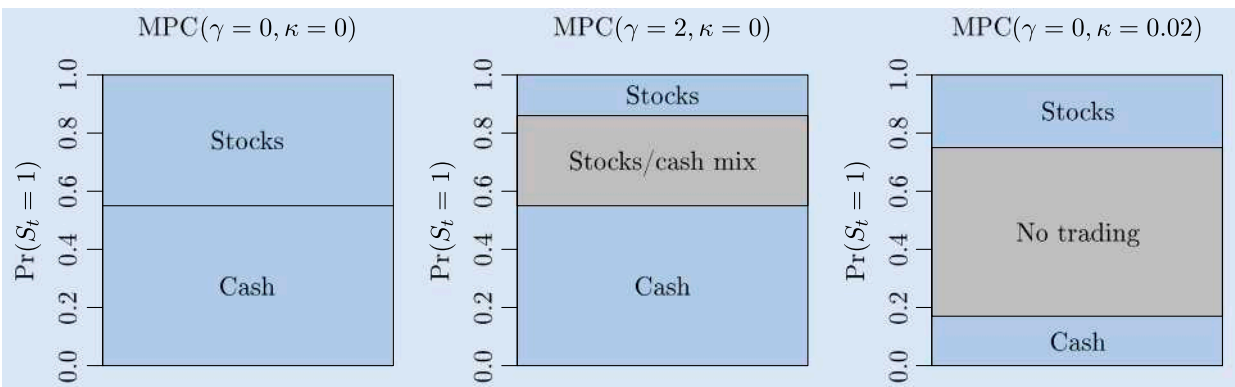 MPC(γ = 0, κ = 0)
Pr(S_t = 1)
1.0
0.8
0.6
0.4
0.2
0.0
Stocks
Cash
MPC(γ = 2, κ = 0)
Pr(S_t = 1)
1.0
0.8
0.6
0.4
0.2
0.0
Stocks
Stocks/cash mix
Cash
MPC(γ = 0, κ = 0.02)
Pr(S_t = 1)
1.0
0.8
0.6
0.4
0.2
0.0
Stocks
No trading
Cash